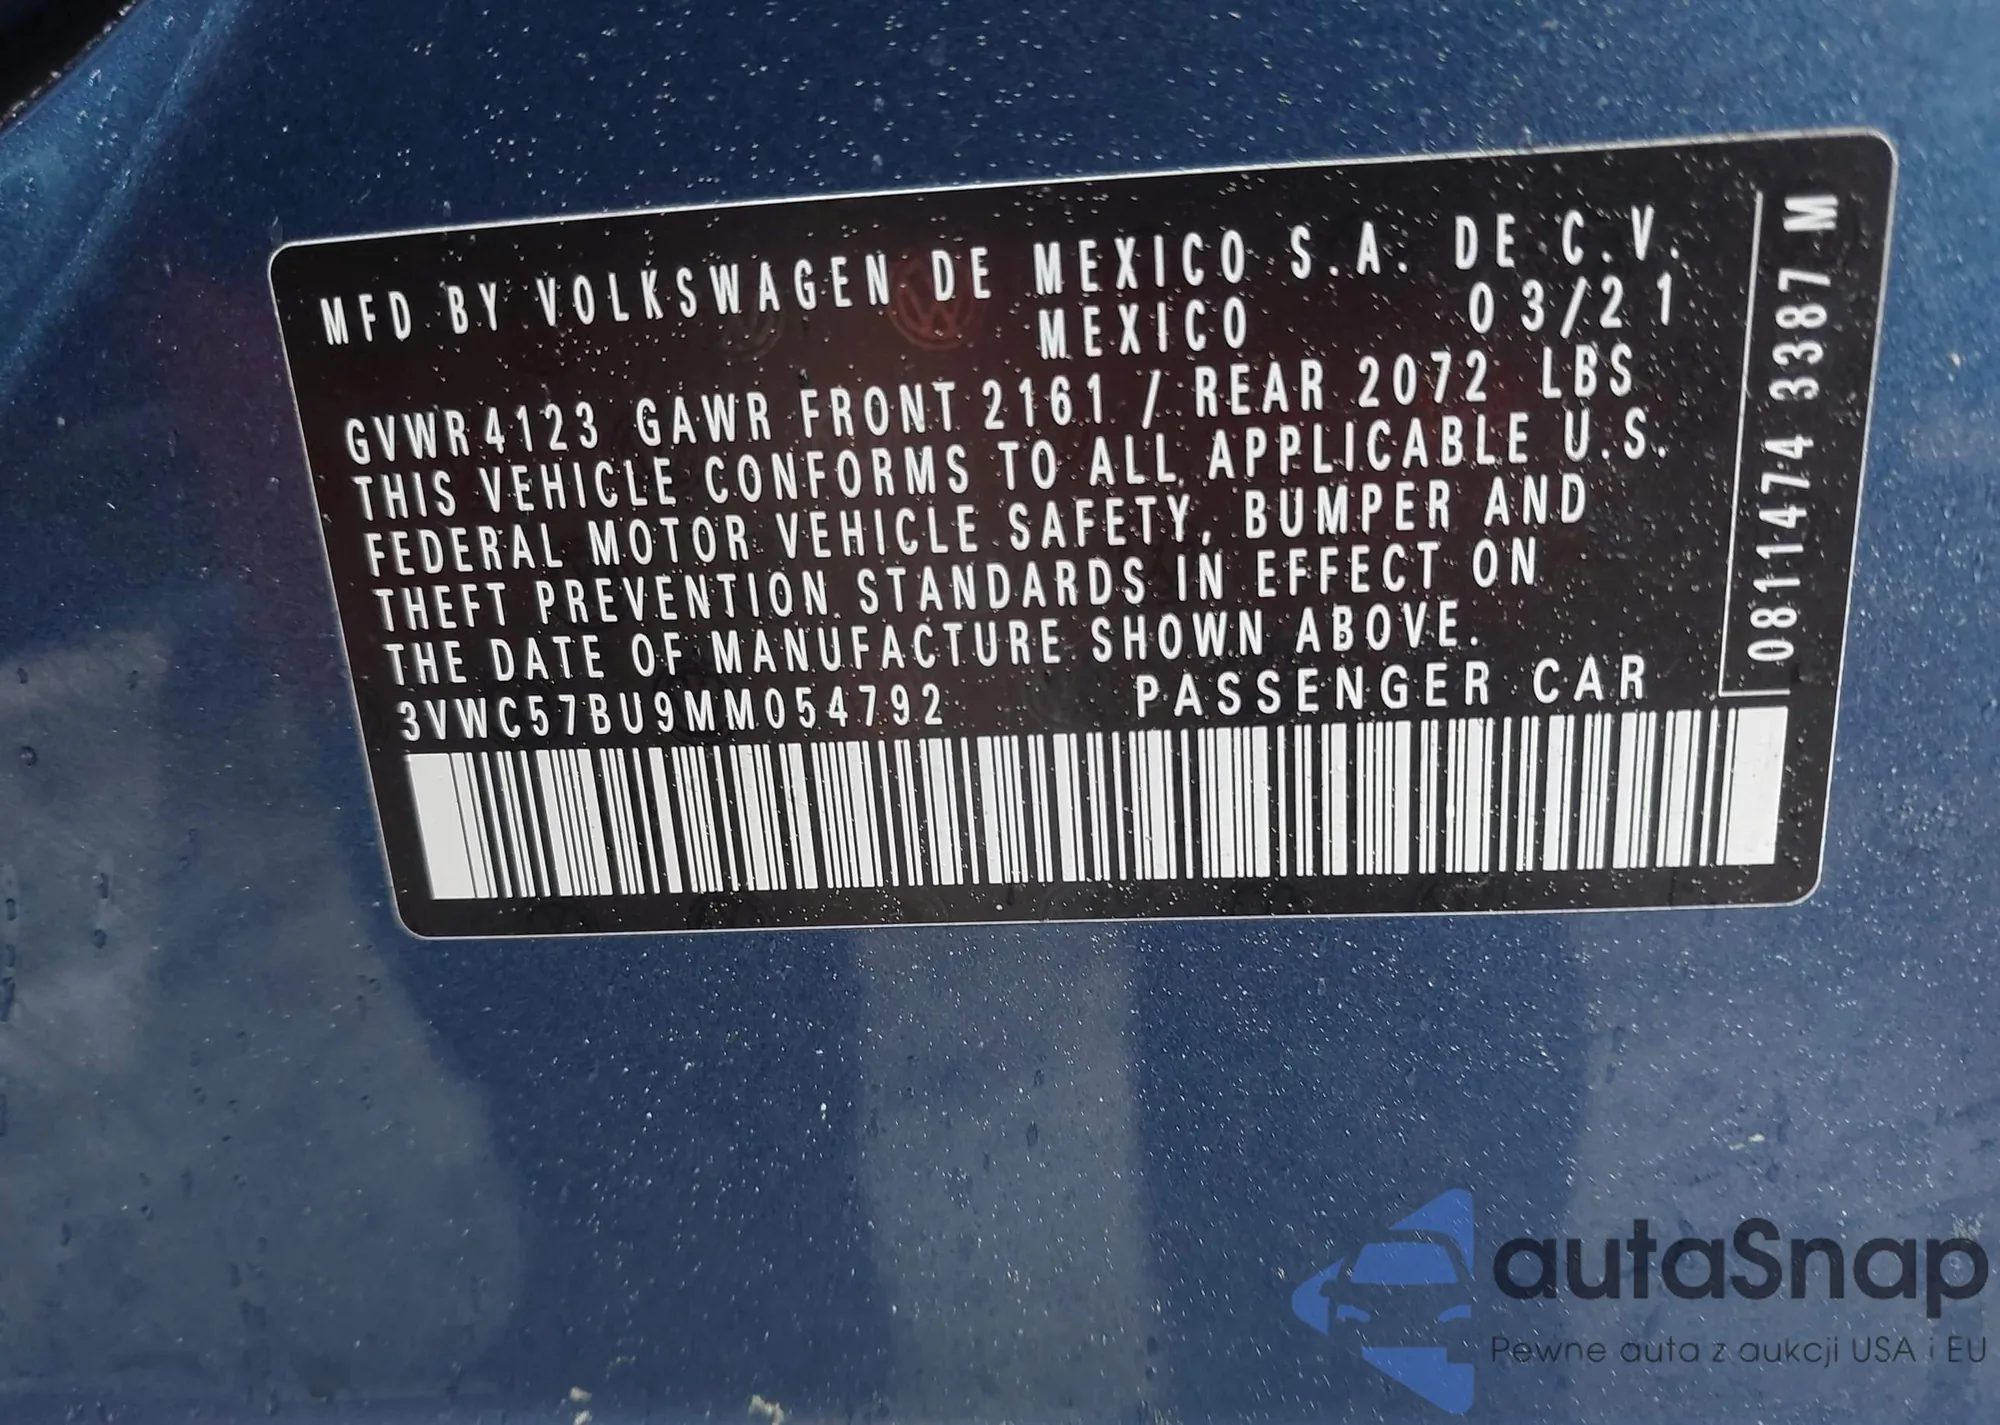 MFD BY VOLKSWAGEN DE MEXICO S.A. DE C.V.
MEXICO 03/21
GVWR 4123 GAWR FRONT 2161 / REAR 2072 LBS
THIS VEHICLE CONFORMS TO ALL APPLICABLE U.S.
FEDERAL MOTOR VEHICLE SAFETY, BUMPER AND
THEFT PREVENTION STANDARDS IN EFFECT ON
THE DATE OF MANUFACTURE SHOWN ABOVE.
3VWC57BU9MM054792 PASSENGER CAR
0811474 3387 M
autaSnap
Pewne auta z aukcji USA i EU